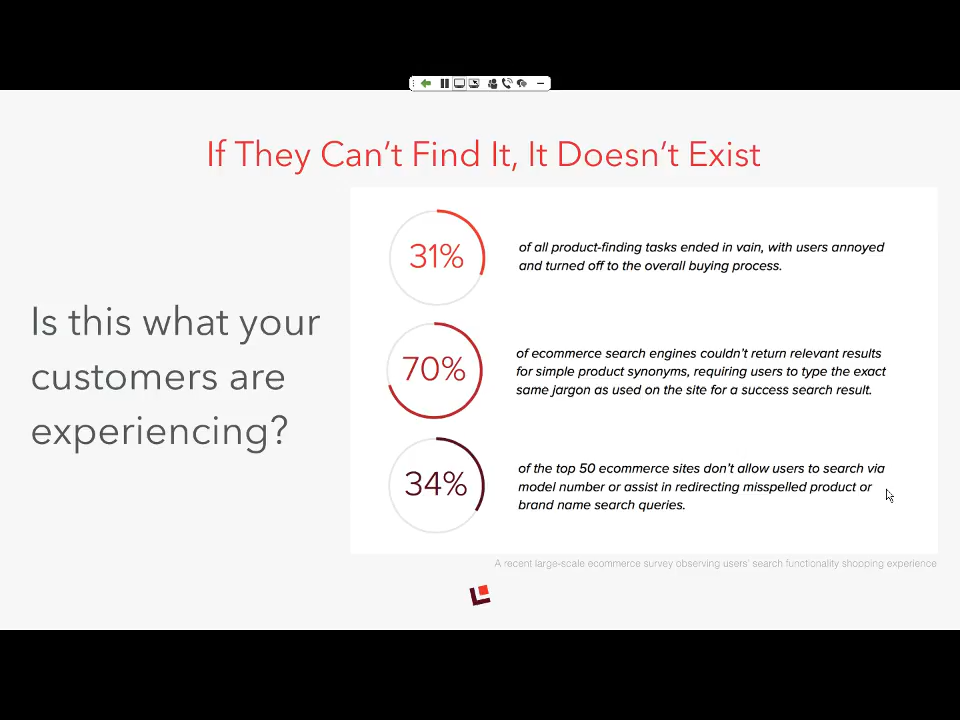 If They Can't Find It, It Doesn't Exist
Is this what your
customers are
experiencing?
31%
of all product-finding tasks ended in vain, with users annoyed
and turned off to the overall buying process.
70%
of ecommerce search engines couldn't return relevant results
for simple product synonyms, requiring users to type the exact
same jargon as used on the site for a success search result.
34%
of the top 50 ecommerce sites don't allow users to search via
model number or assist in redirecting misspelled product or
brand name search queries.
A recent large-scale ecommerce survey observing users' search functionality shopping experience